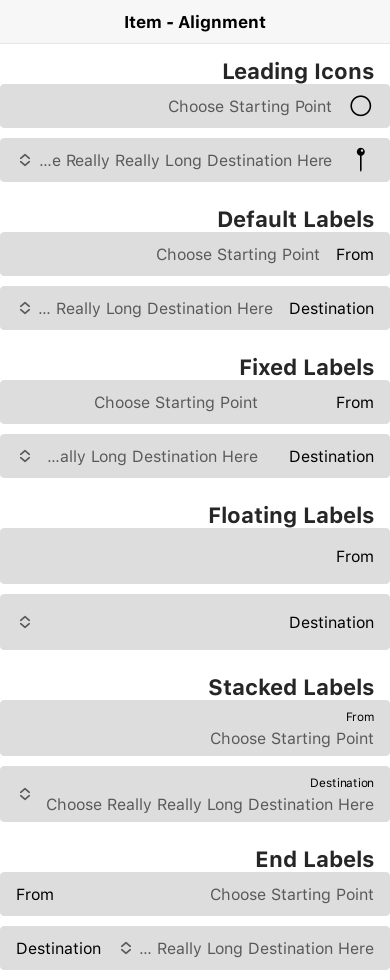 Item - Alignment
Leading Icons
Choose Starting Point
...e Really Really Long Destination Here
Default Labels
From Choose Starting Point
Destination ... Really Long Destination Here
Fixed Labels
From Choose Starting Point
Destination ...ally Long Destination Here
Floating Labels
From
Destination
Stacked Labels
From
Choose Starting Point
Destination
Choose Really Really Long Destination Here
End Labels
Choose Starting Point From
... Really Long Destination Here Destination